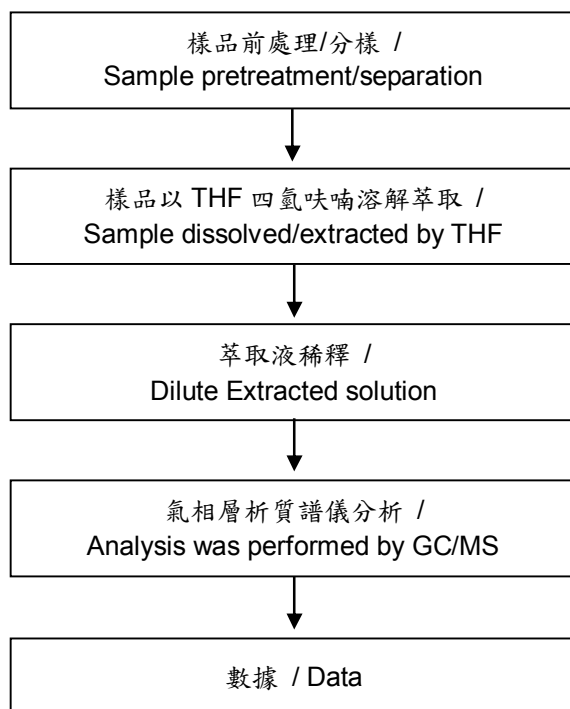 樣品前處理/分樣 /
Sample pretreatment/separation
樣品以 THF 四氫呋喃溶解萃取 /
Sample dissolved/extracted by THF
萃取液稀釋 /
Dilute Extracted solution
氣相層析質譜儀分析 /
Analysis was performed by GC/MS
數據 / Data